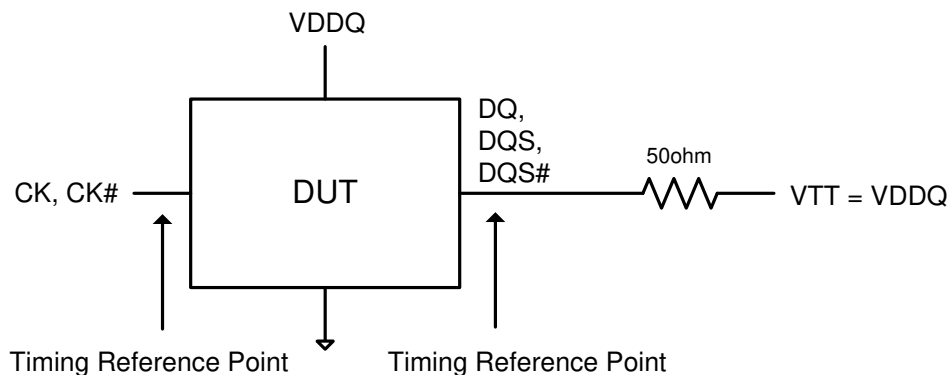 VDDQ
DQ,
DQS,
DQS#
50ohm
CK, CK#
DUT
VTT = VDDQ
Timing Reference Point
Timing Reference Point